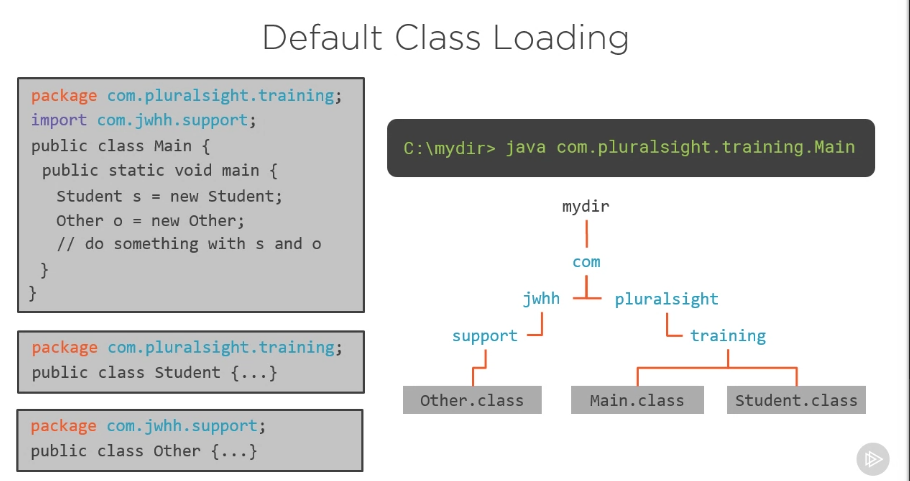 Default Class Loading
package com.pluralsight.training;
import com.jwhh.support;
public class Main {
public static void main {
Student s = new Student;
Other o = new Other;
// do something with s and o
}
}
package com.pluralsight.training;
public class Student {...}
package com.jwhh.support;
public class Other {...}
C:\mydir> java com.pluralsight.training.Main
mydir
com
jwhh pluralsight
support training
Other.class Main.class Student.class